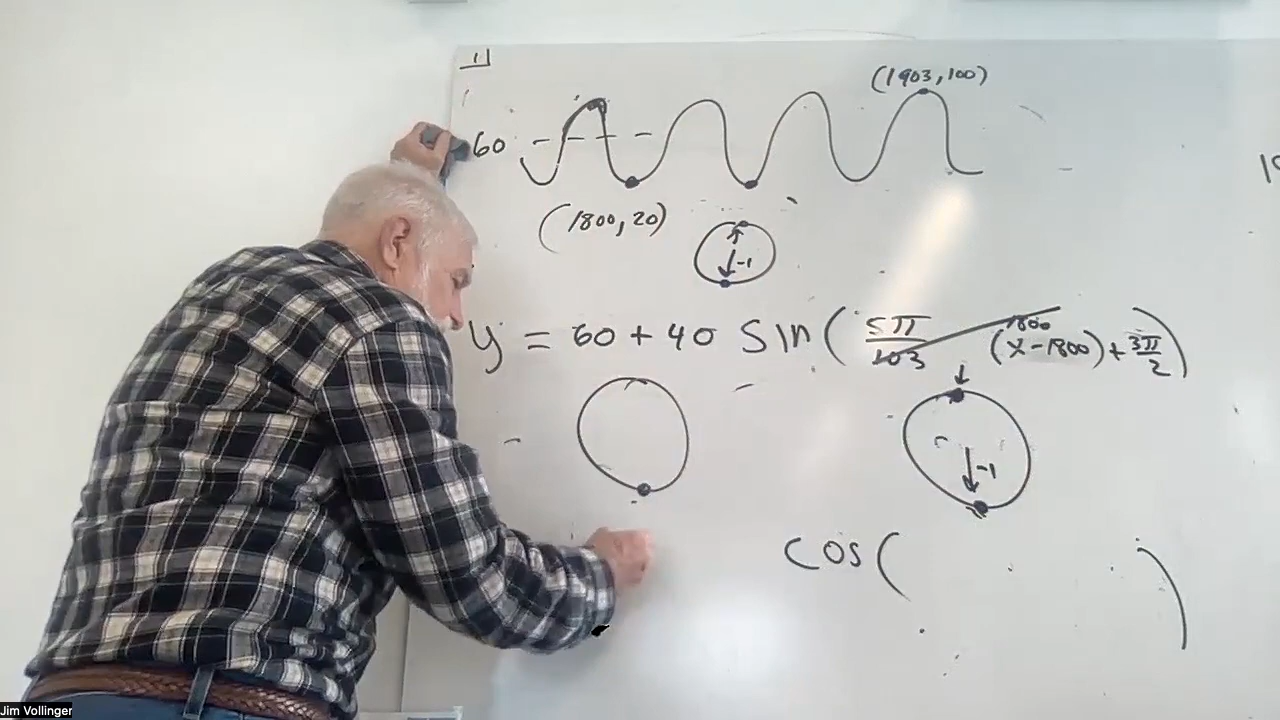 11
(1903, 100)
60
(1800, 20)
-1
y = 60 + 40 sin( 5π/103 (x - 1800) + 3π/2 )
1800
-1
cos( )
Jim Vollinger